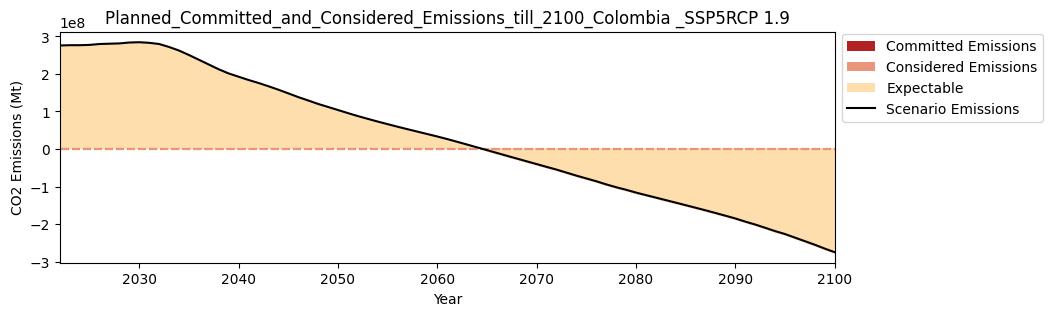 Planned_Committed_and_Considered_Emissions_till_2100_Colombia _SSP5RCP 1.9
1e8
3
2
1
0
−1
−2
−3
CO2 Emissions (Mt)
2030 2040 2050 2060 2070 2080 2090 2100
Year
Committed Emissions
Considered Emissions
Expectable
Scenario Emissions